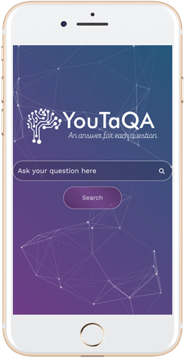 YouTaQA
An answer for each question
Ask your question here
Search